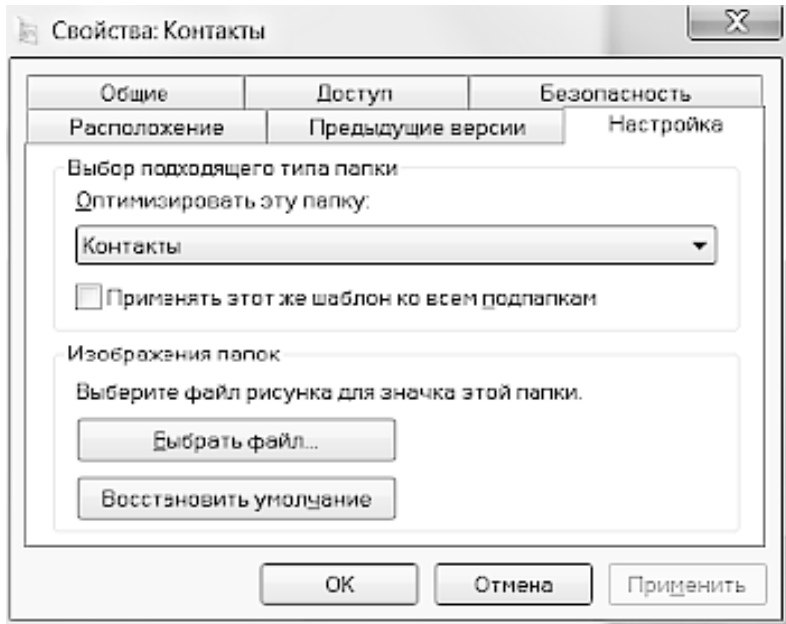 Свойства: Контакты
Общие Доступ Безопасность
Расположение Предыдущие версии Настройка
Выбор подходящего типа папки
Оптимизировать эту папку:
Контакты
Применять этот же шаблон ко всем подпапкам
Изображения папок
Выберите файл рисунка для значка этой папки.
Выбрать файл...
Восстановить умолчание
ОК Отмена Применить